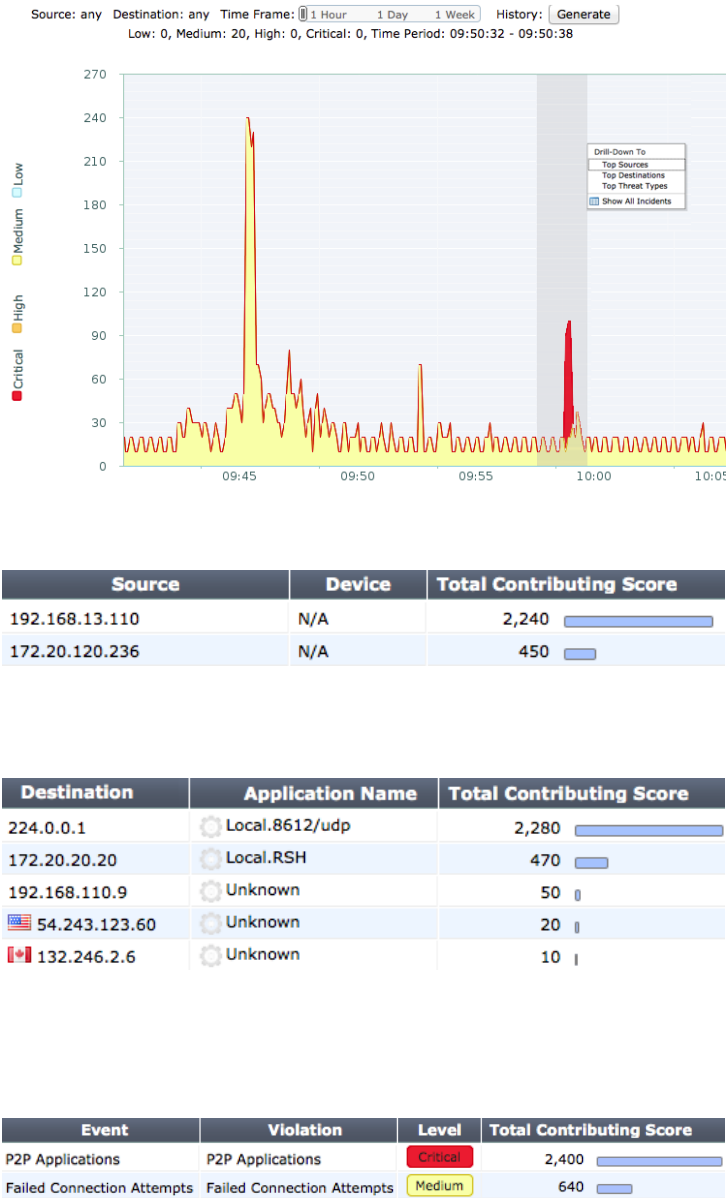 Source: any Destination: any Time Frame: 1 Hour 1 Day 1 Week History: Generate
Low: 0, Medium: 20, High: 0, Critical: 0, Time Period: 09:50:32 - 09:50:38
270
240
210
180
150
120
90
60
30
0
Low
Medium
High
Critical
Drill-Down To
Top Sources
Top Destinations
Top Threat Types
Show All Incidents
09:45 09:50 09:55 10:00 10:05
Source Device Total Contributing Score
192.168.13.110 N/A 2,240
172.20.120.236 N/A 450
Destination Application Name Total Contributing Score
224.0.0.1 Local.8612/udp 2,280
172.20.20.20 Local.RSH 470
192.168.110.9 Unknown 50
54.243.123.60 Unknown 20
132.246.2.6 Unknown 10
Event Violation Level Total Contributing Score
P2P Applications P2P Applications Critical 2,400
Failed Connection Attempts Failed Connection Attempts Medium 640